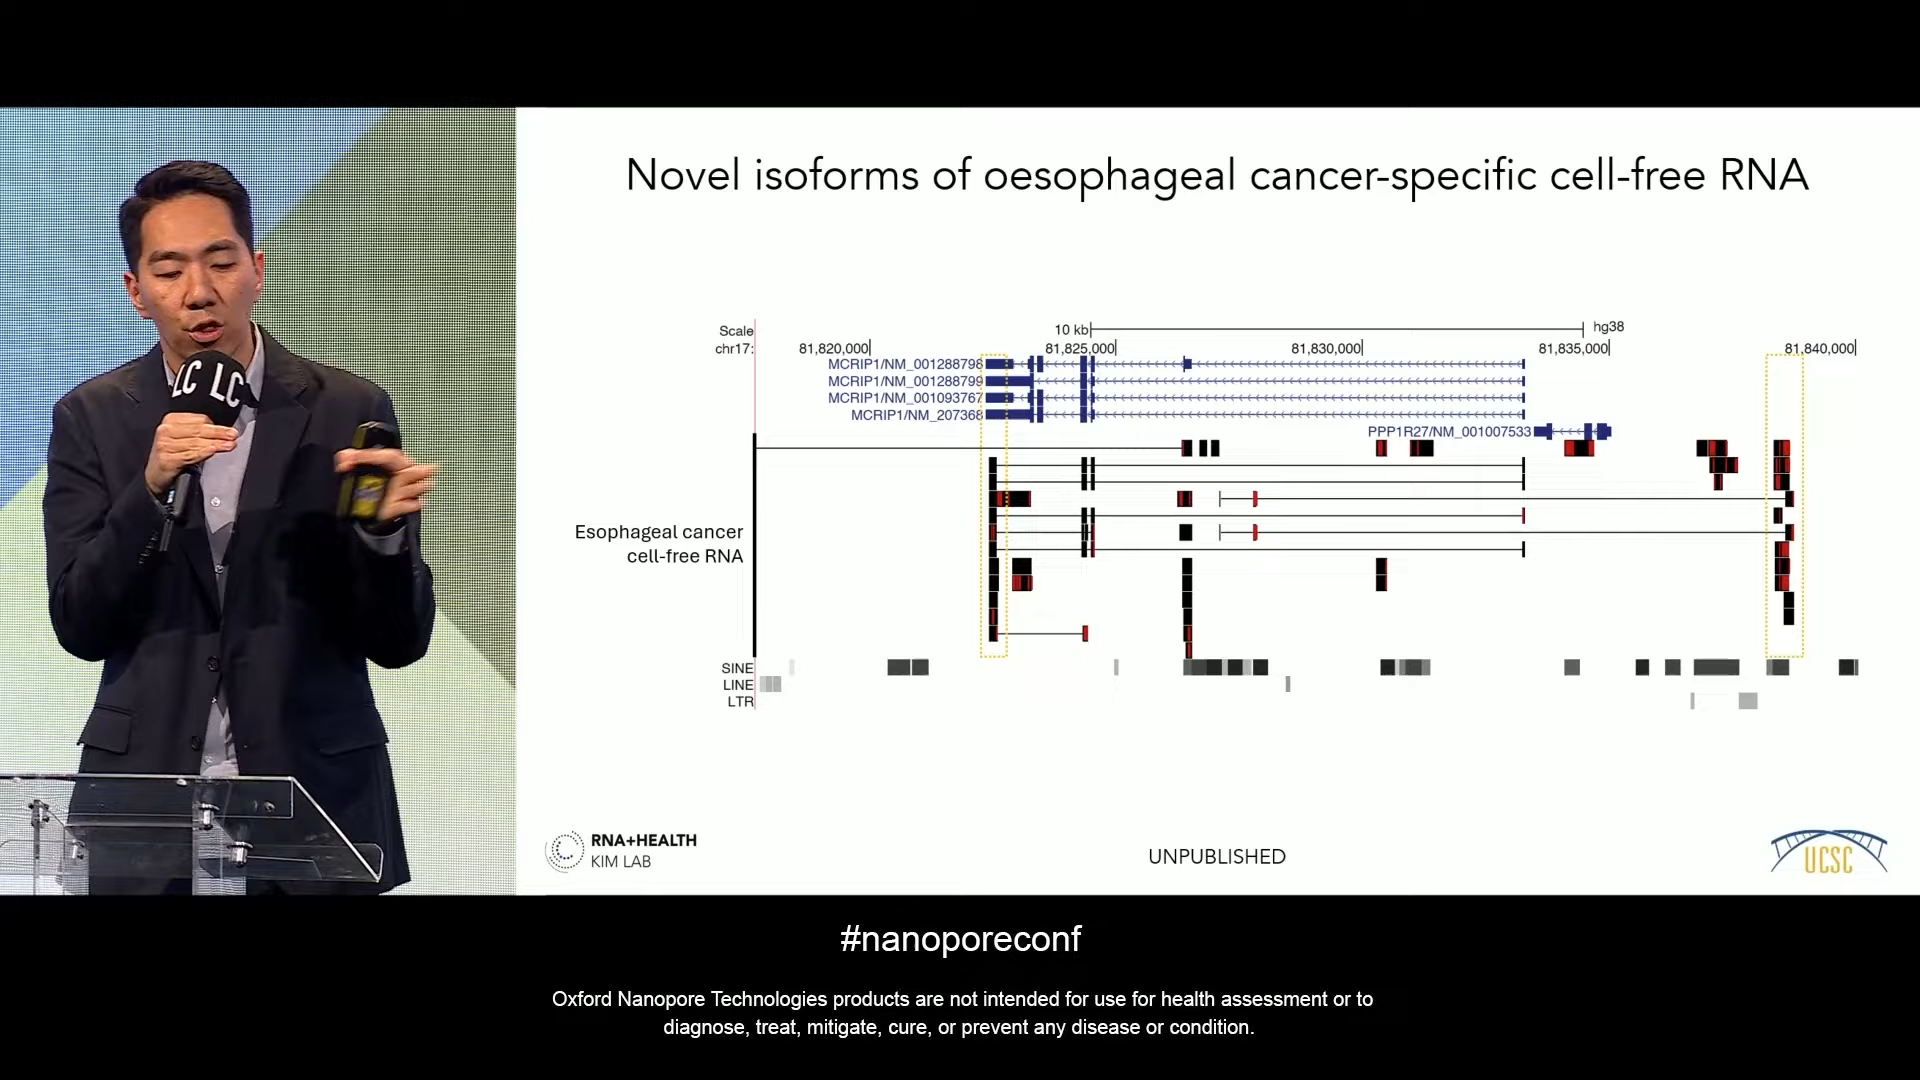 Novel isoforms of oesophageal cancer-specific cell-free RNA
Scale
10 kb
hg38
chr17:
81,820,000
81,825,000
81,830,000
81,835,000
81,840,000
MCRIP1/NM_001288798
MCRIP1/NM_001288799
MCRIP1/NM_001093767
MCRIP1/NM_207368
PPP1R27/NM_001007533
Esophageal cancer
cell-free RNA
SINE
LINE
LTR
LC LC
RNA+HEALTH
KIM LAB
UNPUBLISHED
UCSC
#nanoporeconf
Oxford Nanopore Technologies products are not intended for use for health assessment or to
diagnose, treat, mitigate, cure, or prevent any disease or condition.